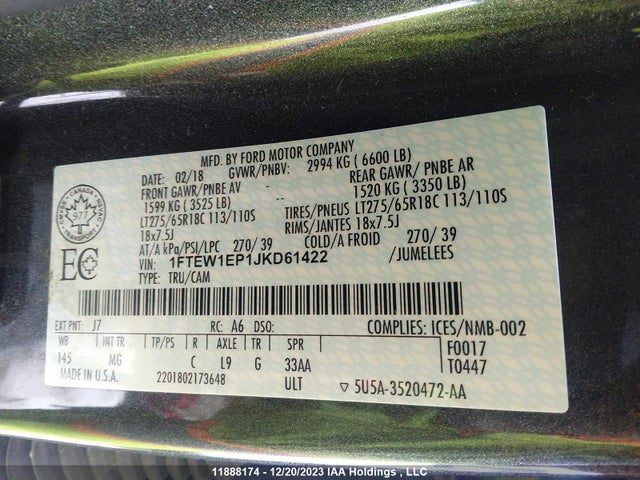 MFD. BY FORD MOTOR COMPANY
DATE: 02/18 GVWR/PNBV: 2994 KG ( 6600 LB)
FRONT GAWR/PNBE AV REAR GAWR/ PNBE AR
1599 KG ( 3525 LB) 1520 KG ( 3350 LB)
LT275/65R18C 113/110S TIRES/PNEUS LT275/65R18C 113/110S
18x7.5J RIMS/JANTES 18x7.5J
AT/A kPa/PSI/LPC 270/ 39 COLD/A FROID 270/ 39
VIN: 1FTEW1EP1JKD61422 /JUMELEES
TYPE: TRU/CAM
CANADA
977
TRANSPORT
EC
EXT PNT: J7 RC: A6 DSO: COMPLIES: ICES/NMB-002
WB INT TR TP/PS R AXLE TR SPR F0017
145 MG C L9 G 33AA T0447
MADE IN U.S.A. 2201802173648 ULT ▽ 5U5A-3520472-AA
11888174 - 12/20/2023 IAA Holdings , LLC